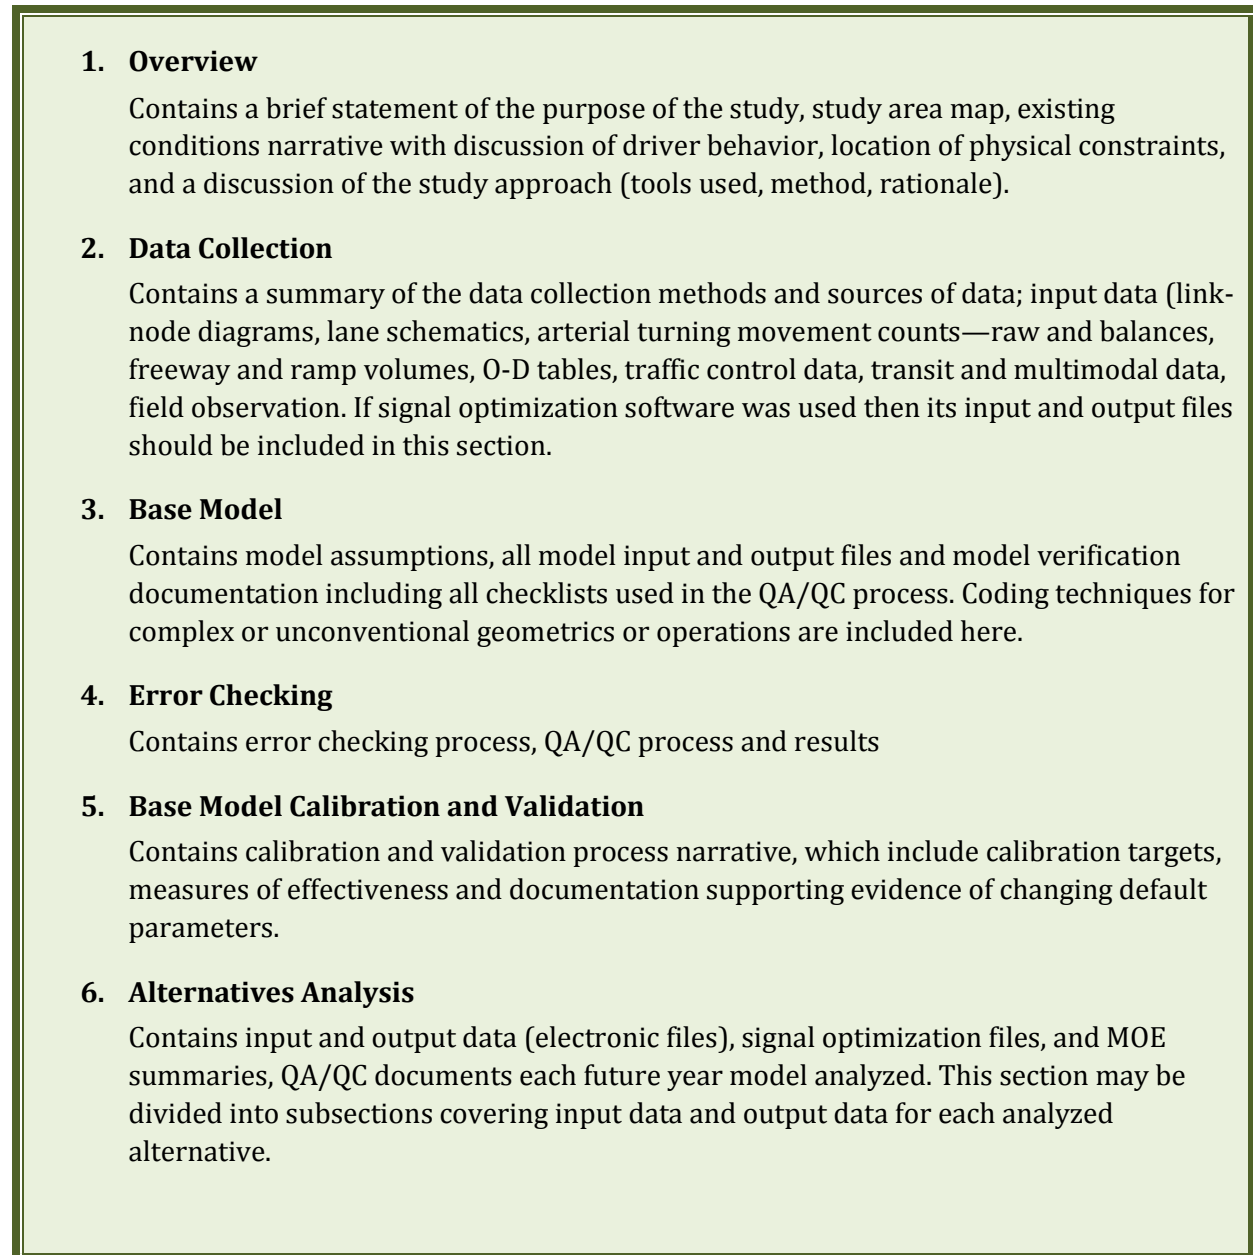 1. Overview
Contains a brief statement of the purpose of the study, study area map, existing
conditions narrative with discussion of driver behavior, location of physical constraints,
and a discussion of the study approach (tools used, method, rationale).
2. Data Collection
Contains a summary of the data collection methods and sources of data; input data (link-
node diagrams, lane schematics, arterial turning movement counts—raw and balances,
freeway and ramp volumes, O-D tables, traffic control data, transit and multimodal data,
field observation. If signal optimization software was used then its input and output files
should be included in this section.
3. Base Model
Contains model assumptions, all model input and output files and model verification
documentation including all checklists used in the QA/QC process. Coding techniques for
complex or unconventional geometrics or operations are included here.
4. Error Checking
Contains error checking process, QA/QC process and results
5. Base Model Calibration and Validation
Contains calibration and validation process narrative, which include calibration targets,
measures of effectiveness and documentation supporting evidence of changing default
parameters.
6. Alternatives Analysis
Contains input and output data (electronic files), signal optimization files, and MOE
summaries, QA/QC documents each future year model analyzed. This section may be
divided into subsections covering input data and output data for each analyzed
alternative.